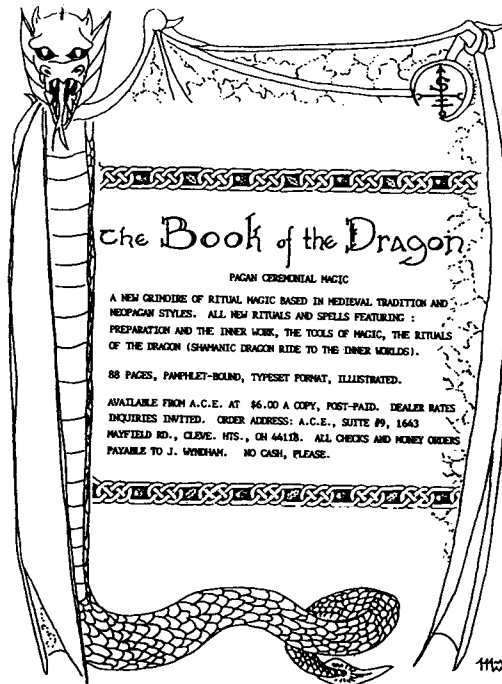 the Book of the Dragon
PAGAN CEREMONIAL MAGIC
A NEW GRIMOIRE OF RITUAL MAGIC BASED IN MEDIEVAL TRADITION AND
NEOPAGAN STYLES. ALL NEW RITUALS AND SPELLS FEATURING :
PREPARATION AND THE INNER WORK, THE TOOLS OF MAGIC, THE RITUALS
OF THE DRAGON (SHAMANIC DRAGON RIDE TO THE INNER WORLDS).
88 PAGES, PAMPHLET-BOUND, TYPESET FORMAT, ILLUSTRATED.
AVAILABLE FROM A.C.E. AT $6.00 A COPY, POST-PAID. DEALER RATES
INQUIRIES INVITED. ORDER ADDRESS: A.C.E., SUITE #9, 1643
MAYFIELD RD., CLEVE. HTS., OH 44118. ALL CHECKS AND MONEY ORDERS
PAYABLE TO J. WYNDHAM. NO CASH, PLEASE.